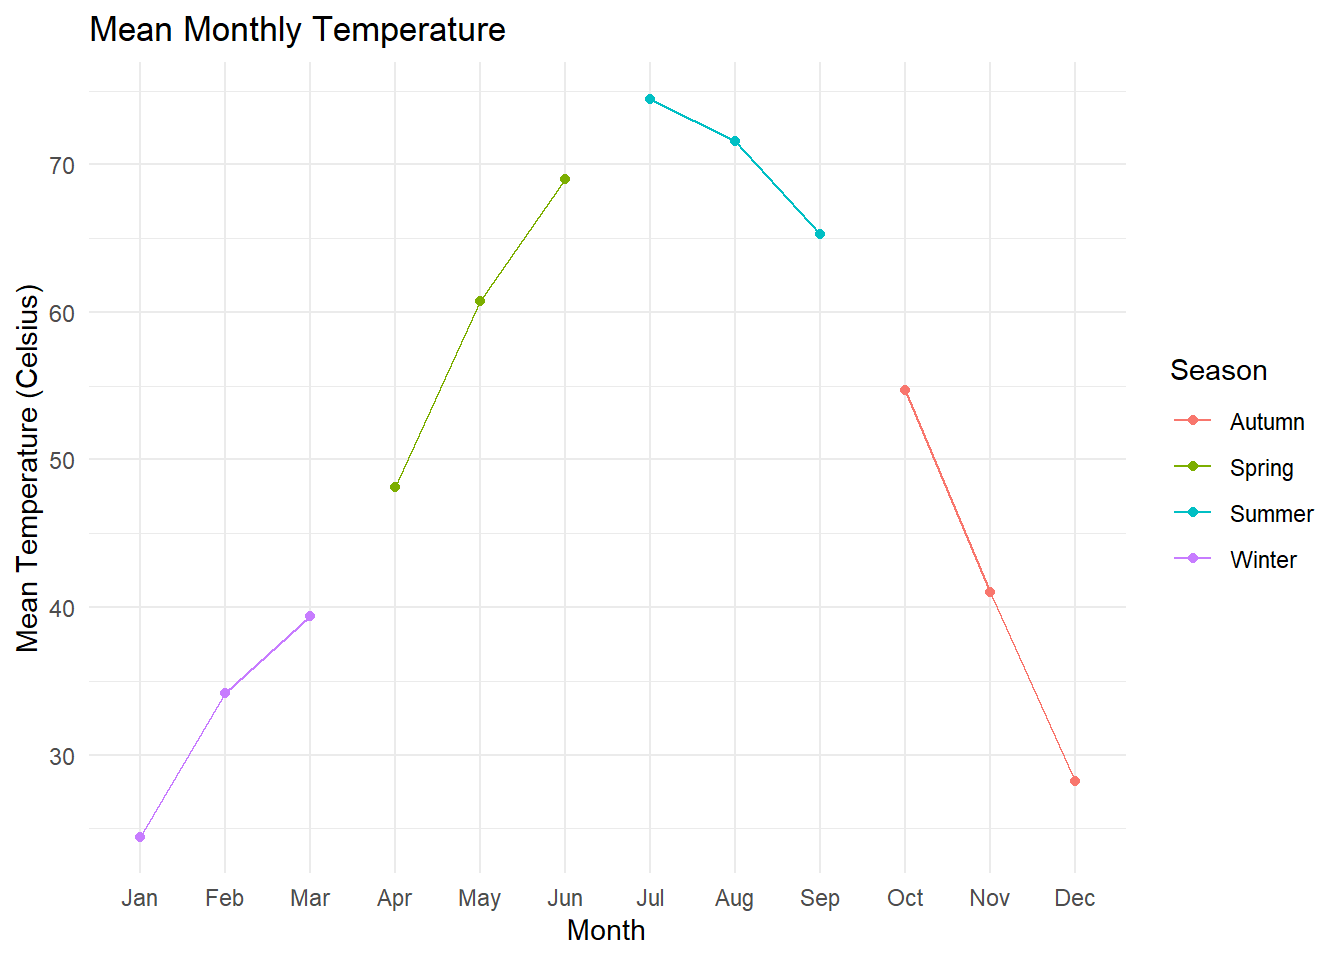 Mean Monthly Temperature
Mean Temperature (Celsius)
70
60
50
40
30
Jan Feb Mar Apr May Jun Jul Aug Sep Oct Nov Dec
Month
Season
Autumn
Spring
Summer
Winter